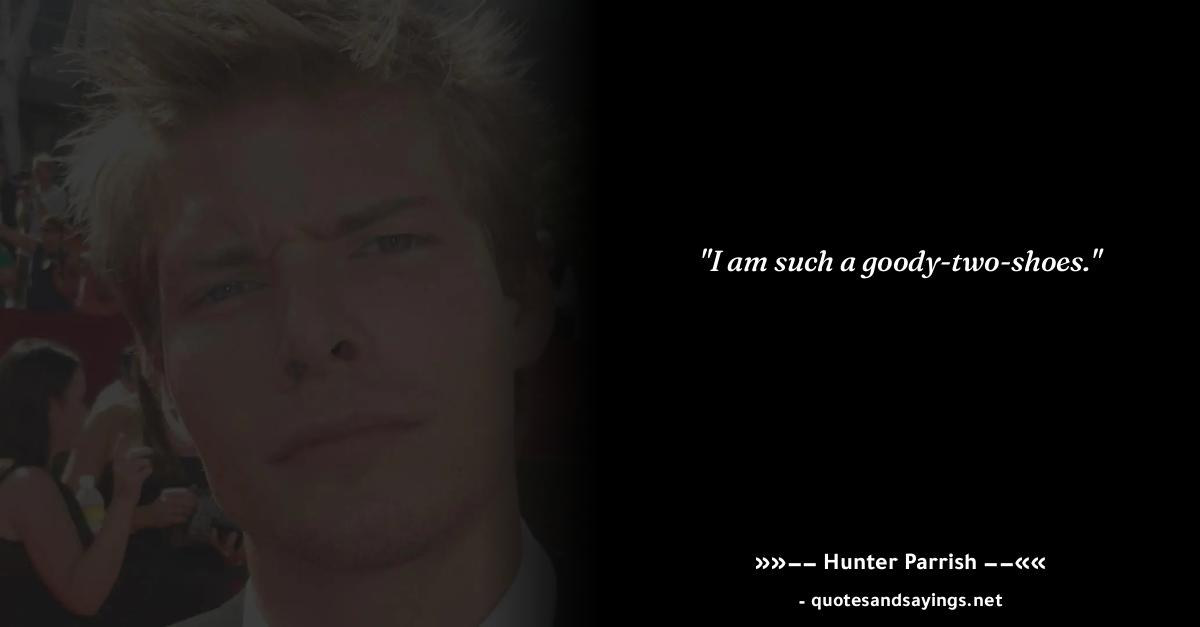 "I am such a goody-two-shoes."
»»-- Hunter Parrish --««
- quotesandsayings.net